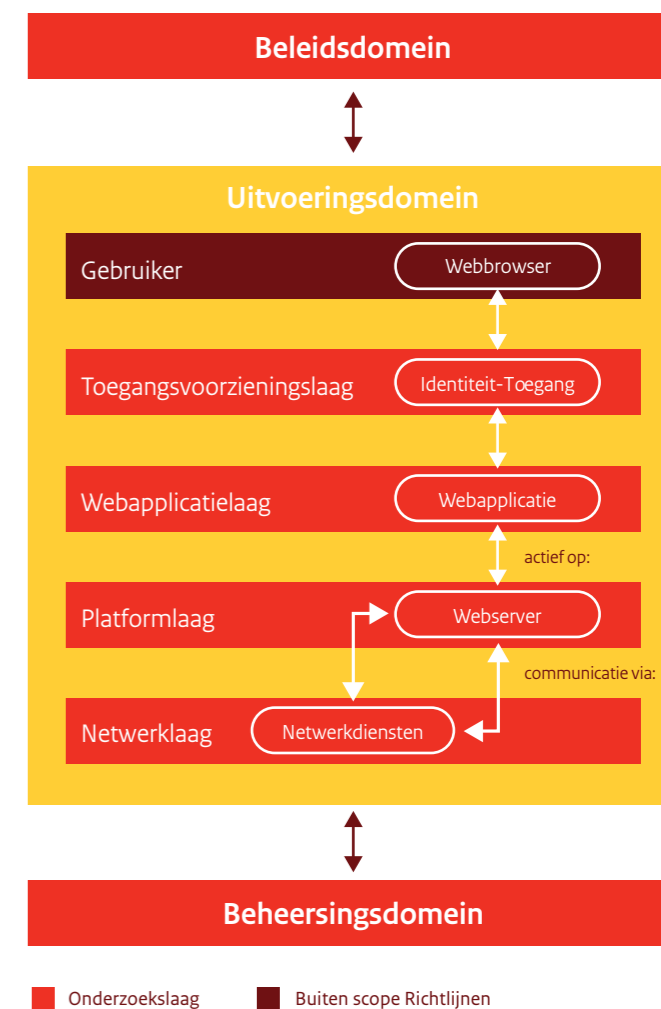 Beleidsdomein
Uitvoeringsdomein
Gebruiker
Webbrowser
Toegangsvoorzieningslaag
Identiteit-Toegang
Webapplicatielaag
Webapplicatie
actief op:
Platformlaag
Webserver
communicatie via:
Netwerklaag
Netwerkdiensten
Beheersingsdomein
Onderzoekslaag
Buiten scope Richtlijnen